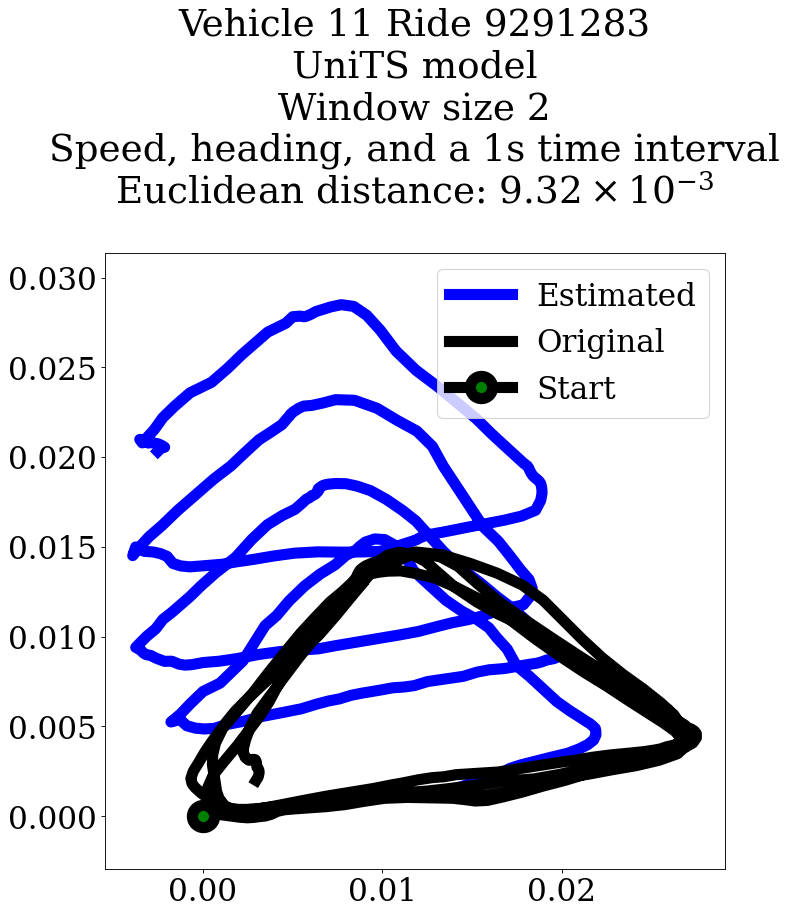 Vehicle 11 Ride 9291283
UniTS model
Window size 2
Speed, heading, and a 1s time interval
Euclidean distance: 9.32 × 10⁻³
Estimated
Original
Start
0.030
0.025
0.020
0.015
0.010
0.005
0.000
0.00 0.01 0.02